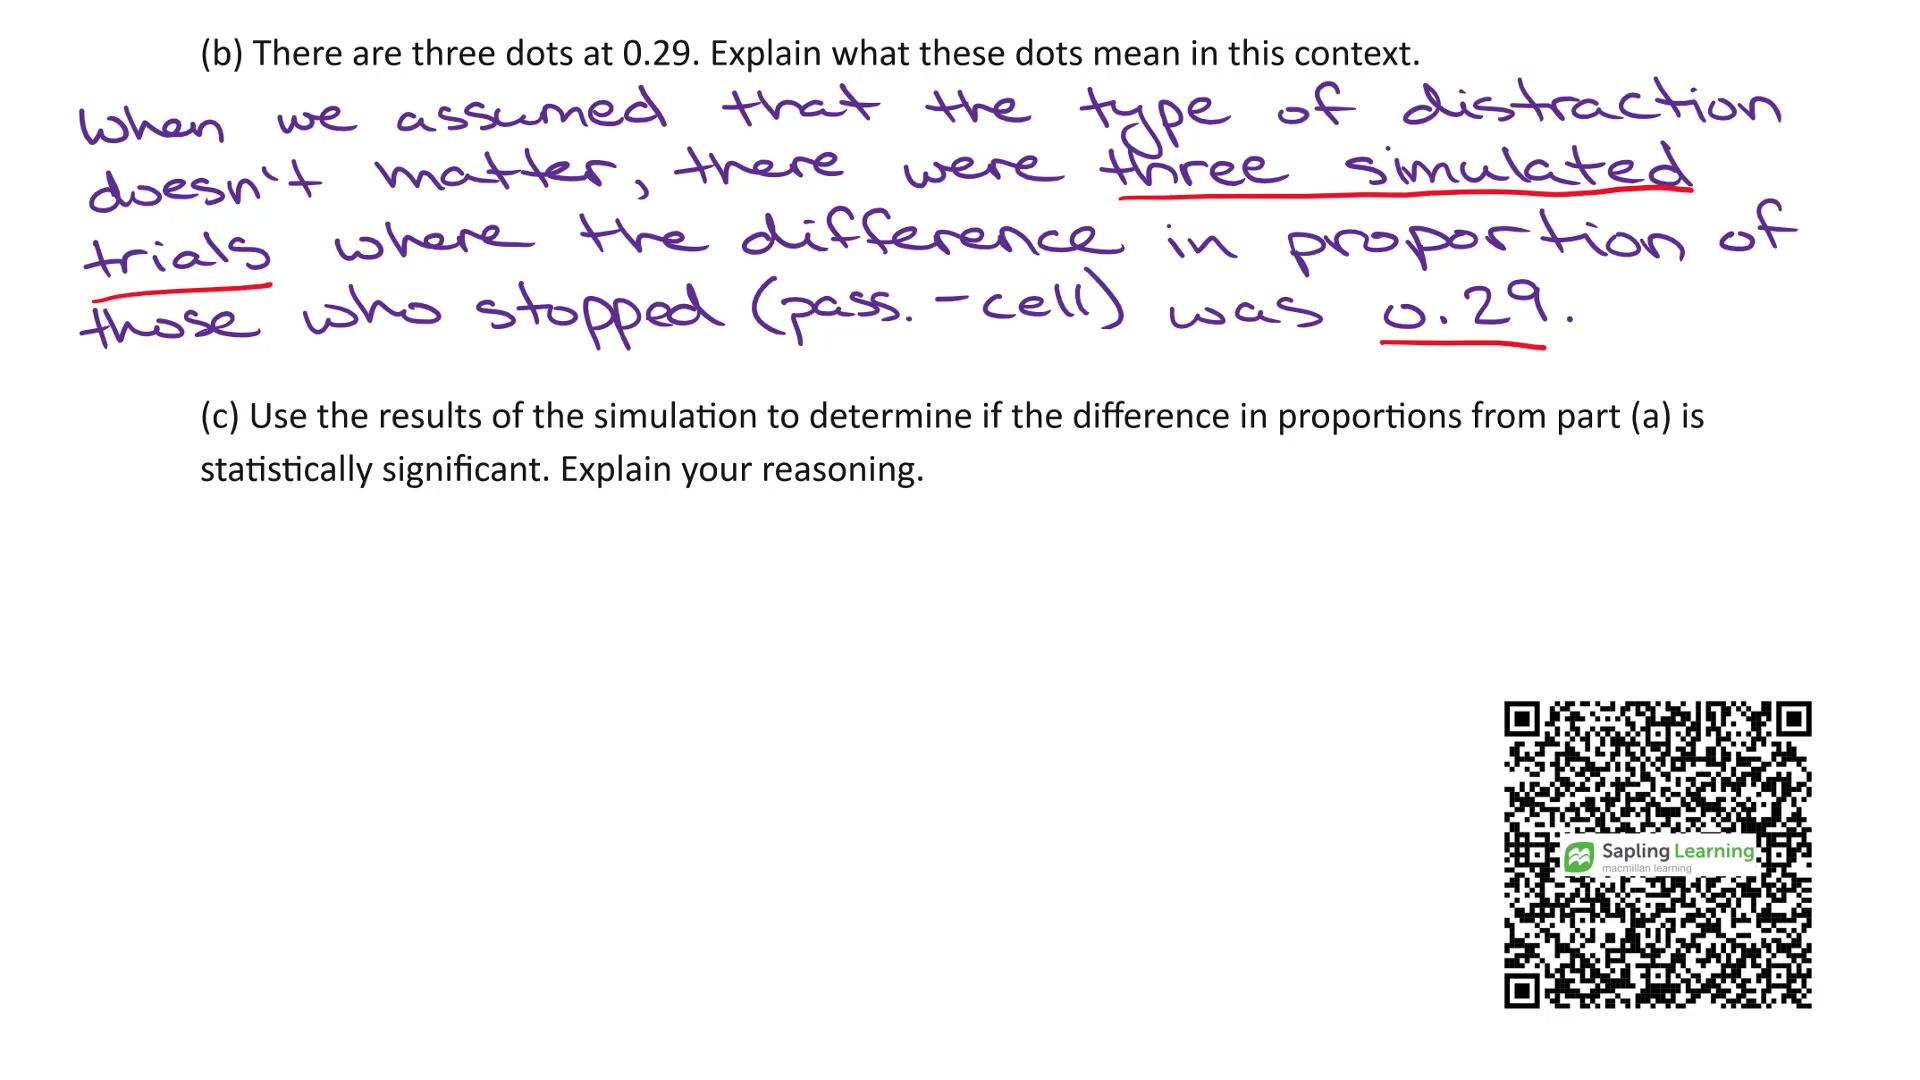 (b) There are three dots at 0.29. Explain what these dots mean in this context.
When we assumed that the type of distraction
doesn't matter, there were three simulated
trials where the difference in proportion of
those who stopped (pass. - cell) was 0.29.
(c) Use the results of the simulation to determine if the difference in proportions from part (a) is
statistically significant. Explain your reasoning.
Sapling Learning
macmillan learning